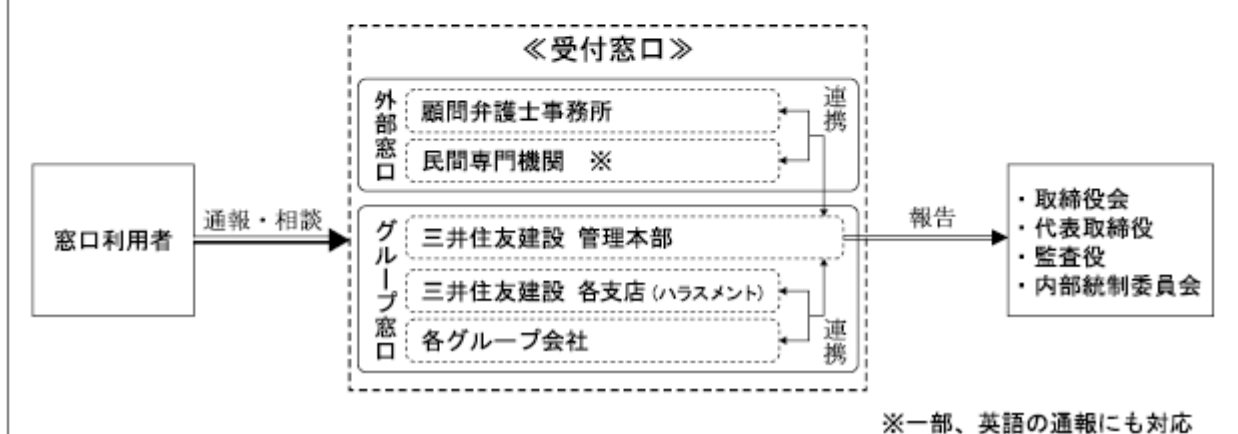 ≪受付窓口≫
外部窓口
顧問弁護士事務所
民間専門機関 ※
連携
窓口利用者
通報・相談
グループ窓口
三井住友建設 管理本部
三井住友建設 各支店(ハラスメント)
各グループ会社
連携
報告
・取締役会
・代表取締役
・監査役
・内部統制委員会
※一部、英語の通報にも対応